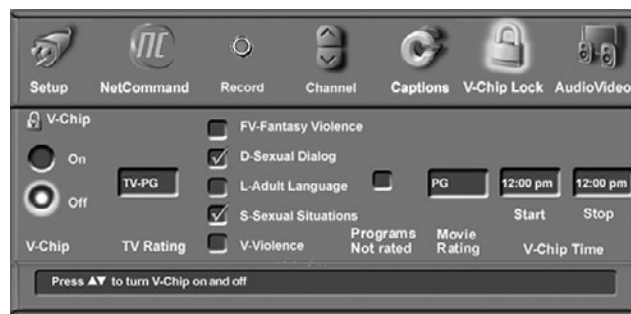 NC
Setup NetCommand Record Channel Captions V-Chip Lock AudioVideo
V-Chip
On
Off
TV-PG
FV-Fantasy Violence
D-Sexual Dialog
L-Adult Language
S-Sexual Situations
V-Violence
PG
12:00 pm
12:00 pm
Start
Stop
V-Chip
TV Rating
Programs
Not rated
Movie
Rating
V-Chip Time
Press ▲▼ to turn V-Chip on and off